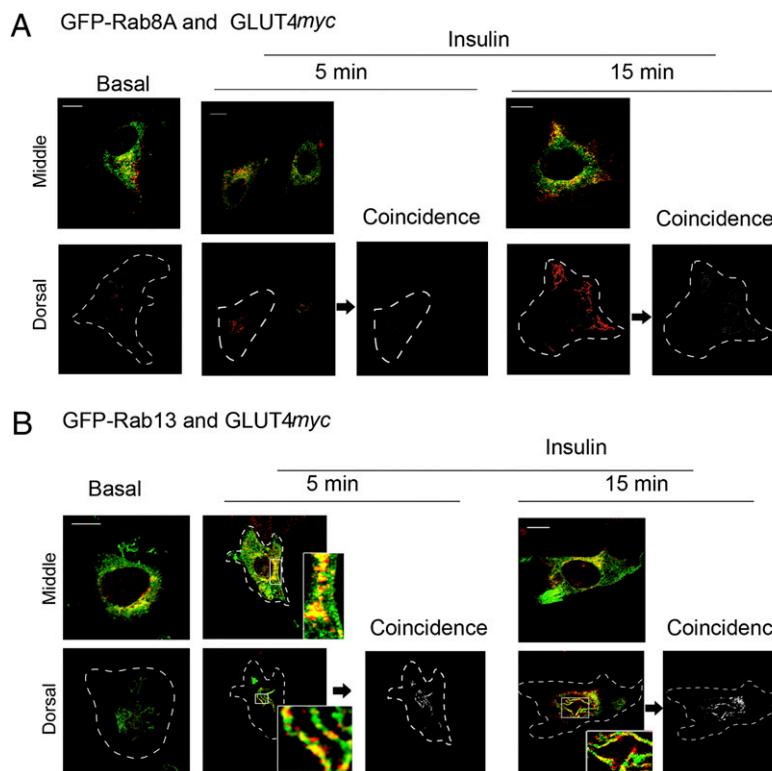 A GFP-Rab8A and GLUT4myc
Insulin
Basal 5 min 15 min
Middle
Coincidence Coincidence
Dorsal
B GFP-Rab13 and GLUT4myc
Insulin
Basal 5 min 15 min
Middle
Coincidence Coincidence
Dorsal